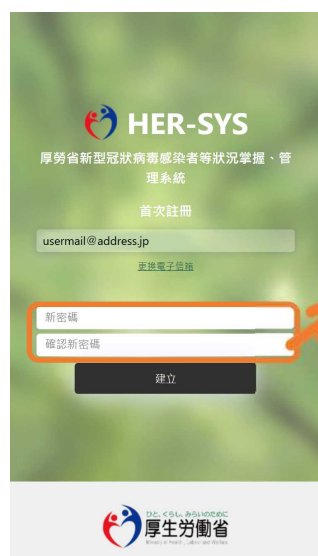 HER-SYS
厚勞省新型冠狀病毒感染者等狀況掌握、管
理系統
首次註冊
usermail@address.jp
更換電子信箱
新密碼
確認新密碼
建立
ひと、くらし、みらいのために
厚生労働省
Ministry of Health, Labour and Welfare